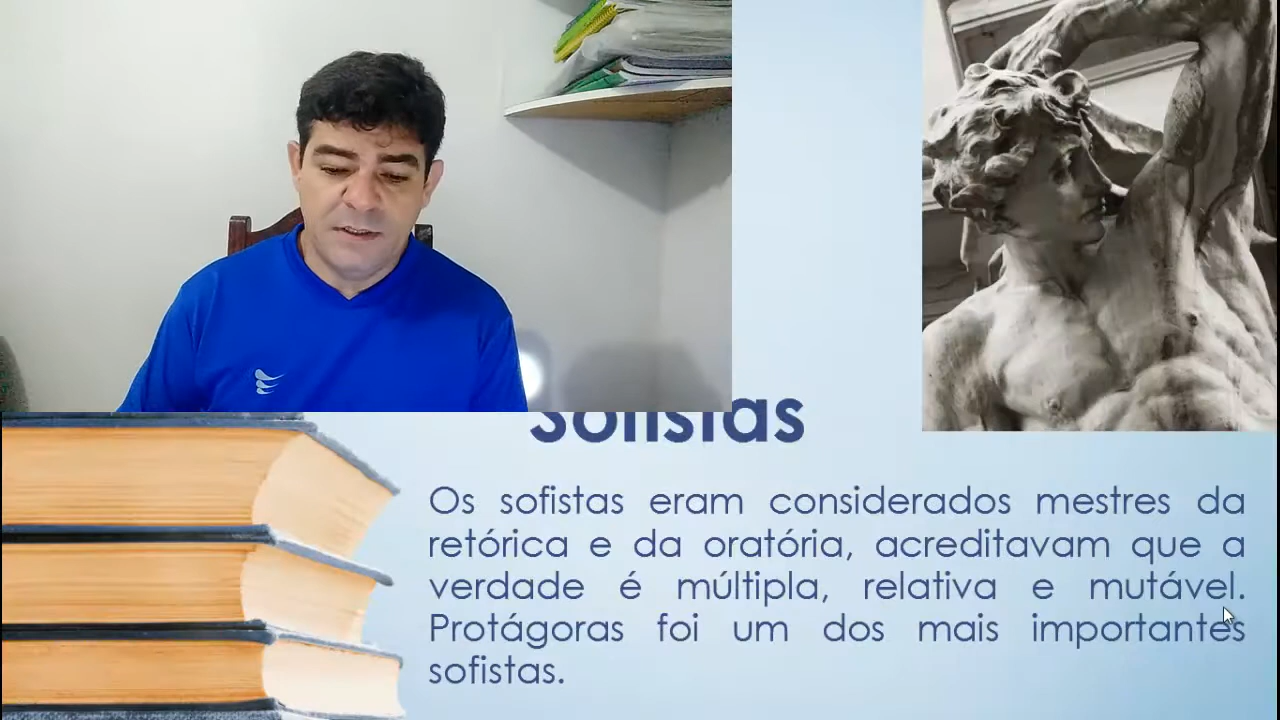 Sofistas
Os sofistas eram considerados mestres da
retórica e da oratória, acreditavam que a
verdade é múltipla, relativa e mutável.
Protágoras foi um dos mais importantes
sofistas.